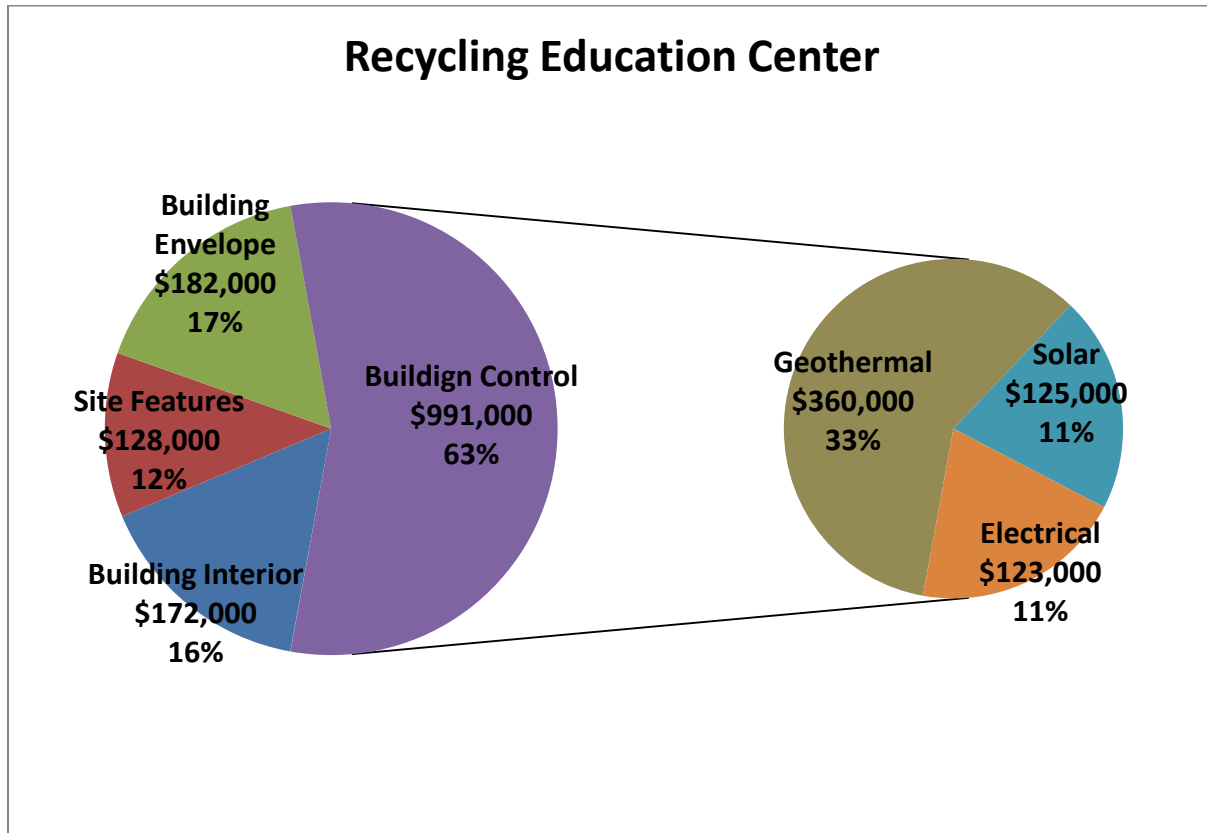 Recycling Education Center
Building
Envelope
$182,000
17%
Site Features
$128,000
12%
Building Interior
$172,000
16%
Buildign Control
$991,000
63%
Geothermal
$360,000
33%
Solar
$125,000
11%
Electrical
$123,000
11%